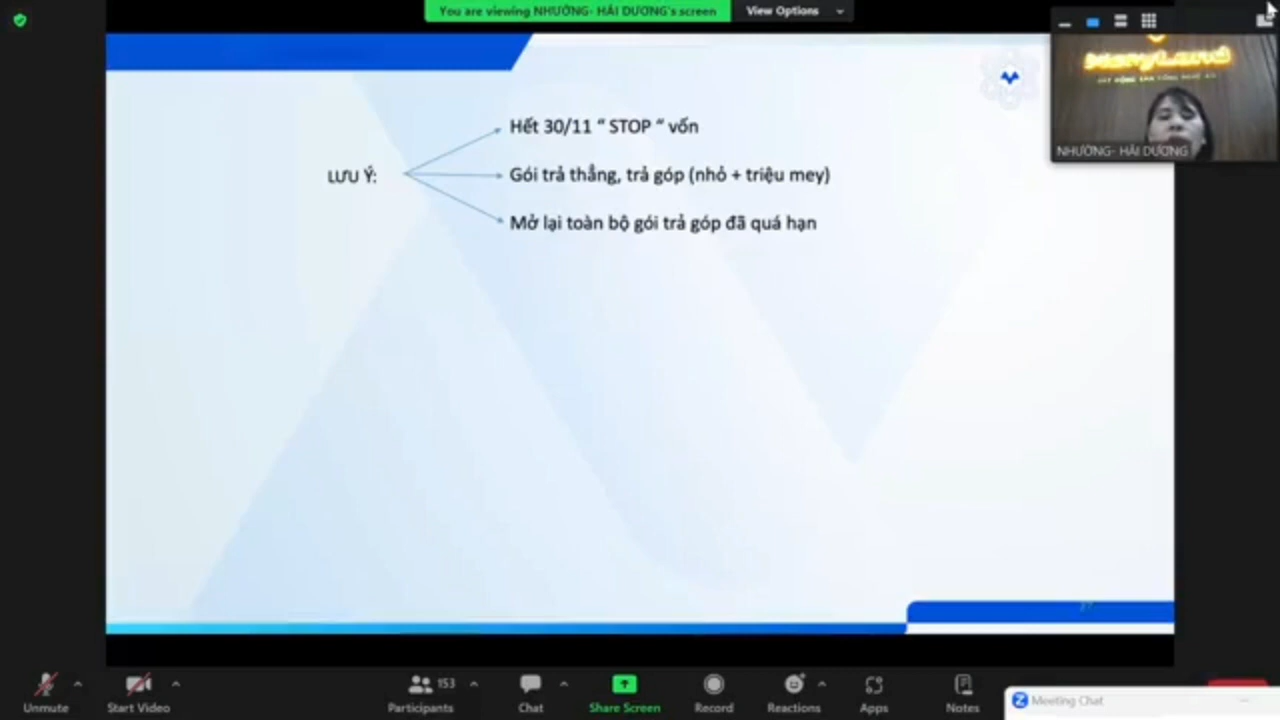 You are viewing NHƯỜNG- HẢI DƯƠNG's screen
View Options
MeyLand
NHƯỜNG- HẢI DƯƠNG
Hết 30/11 “ STOP “ vốn
LƯU Ý:
Gói trả thẳng, trả góp (nhỏ + triệu mey)
Mở lại toàn bộ gói trả góp đã quá hạn
Unmute
Start Video
153
Participants
Chat
Share Screen
Record
Reactions
Apps
Notes
Meeting Chat